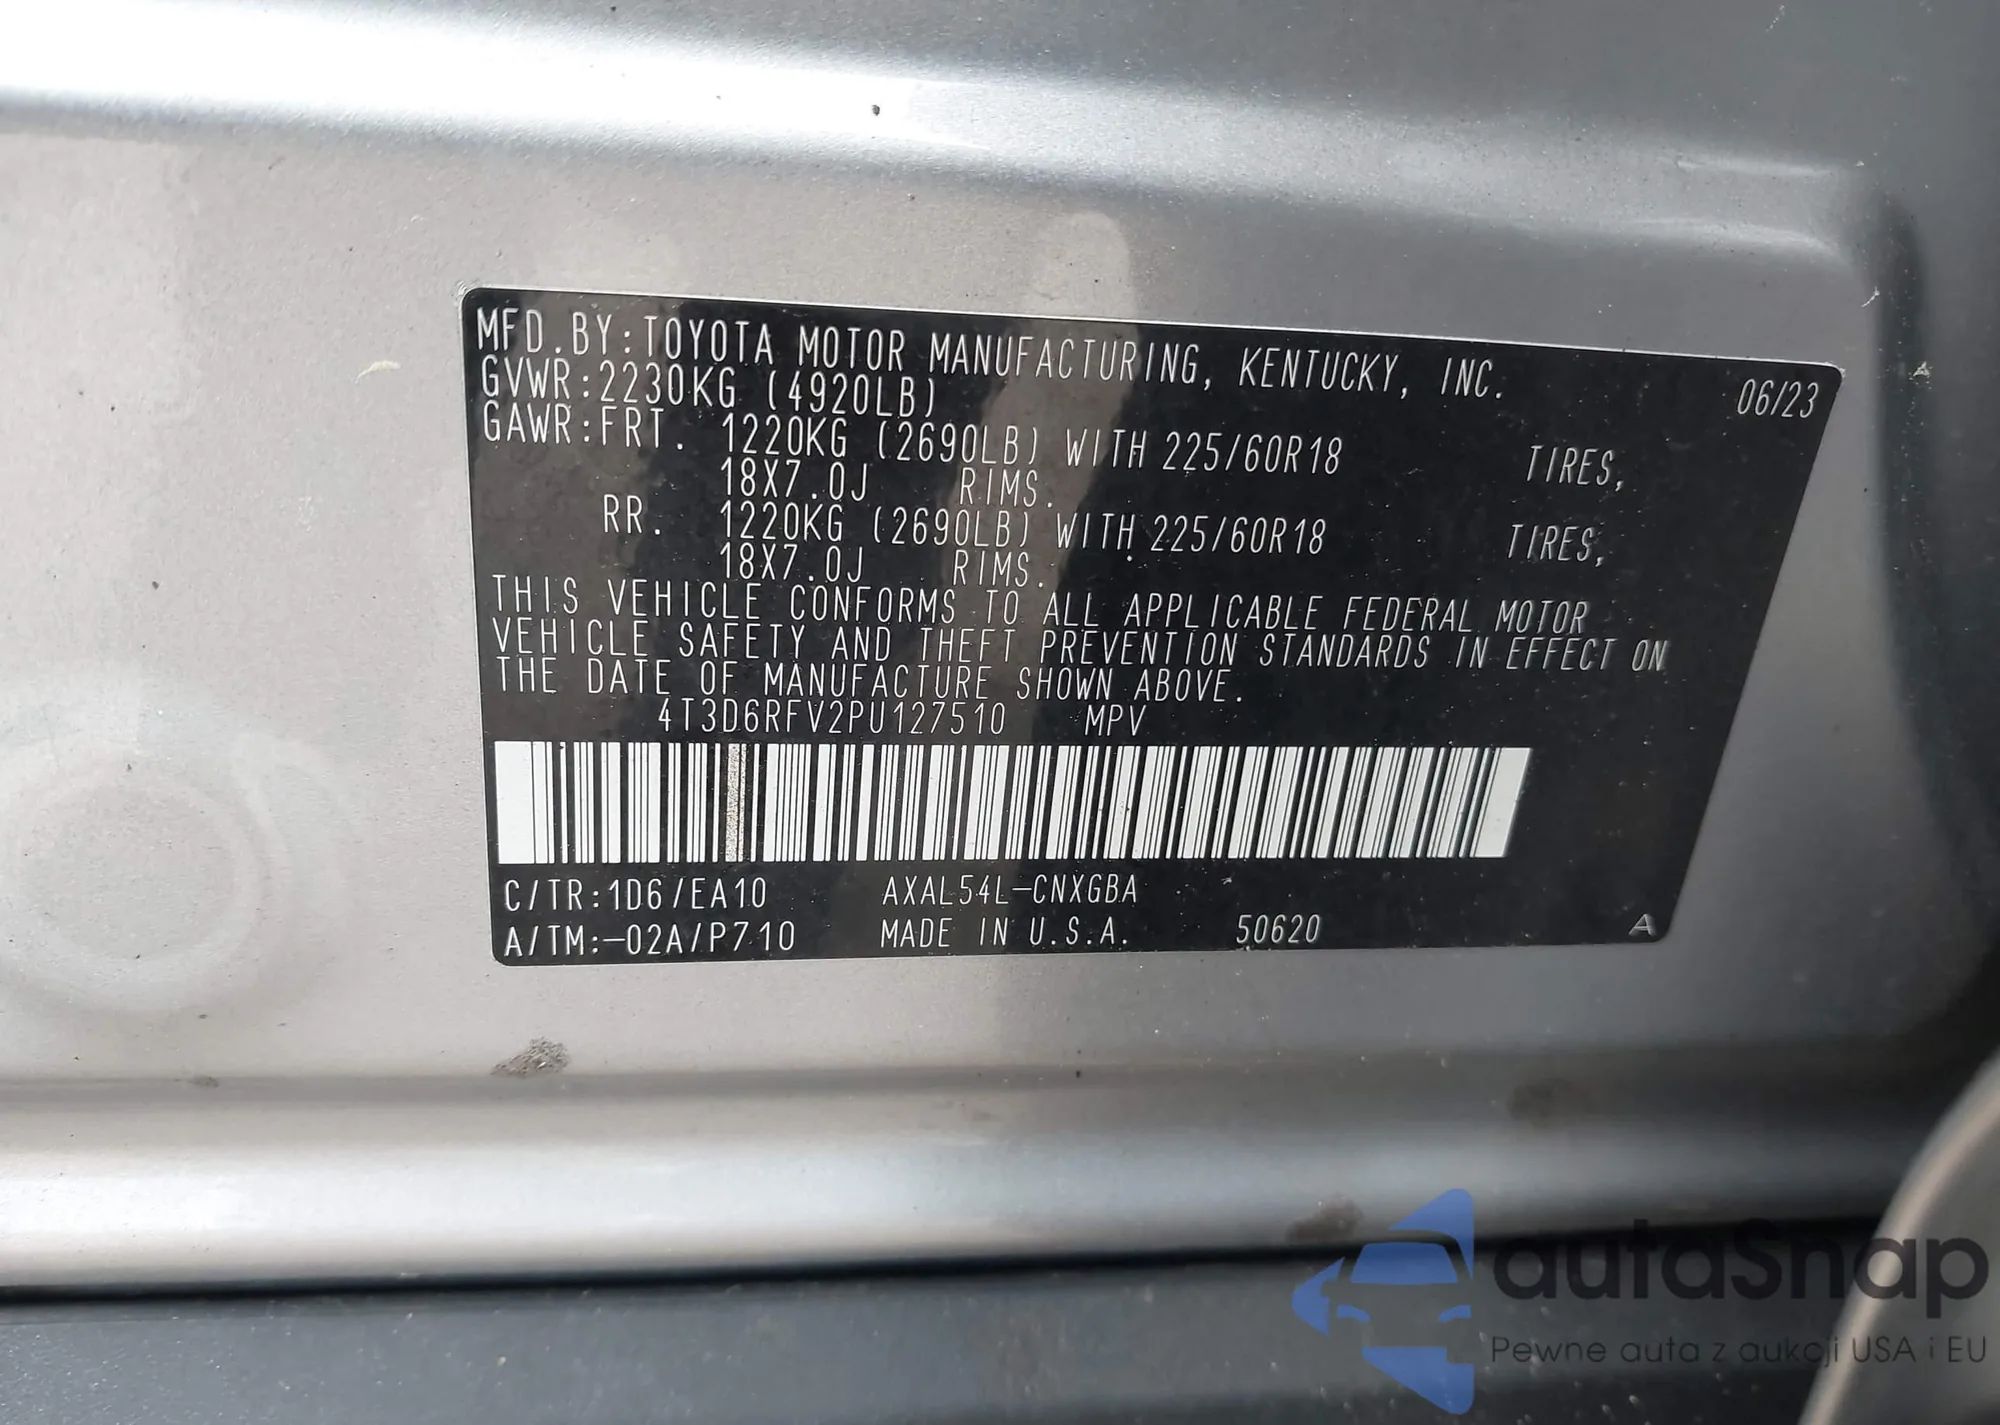 MFD.BY:TOYOTA MOTOR MANUFACTURING, KENTUCKY, INC. 06/23
GVWR:2230KG (4920LB)
GAWR:FRT. 1220KG (2690LB) WITH 225/60R18 TIRES,
18X7.0J RIMS.
RR. 1220KG (2690LB) WITH 225/60R18 TIRES,
18X7.0J RIMS.
THIS VEHICLE CONFORMS TO ALL APPLICABLE FEDERAL MOTOR
VEHICLE SAFETY AND THEFT PREVENTION STANDARDS IN EFFECT ON
THE DATE OF MANUFACTURE SHOWN ABOVE.
4T3D6RFV2PU127510 MPV
C/TR:1D6/EA10 AXAL54L-CNXGBA
A/TM:-02A/P710 MADE IN U.S.A. 50620 A
autaSnap
Pewne auta z aukcji USA i EU